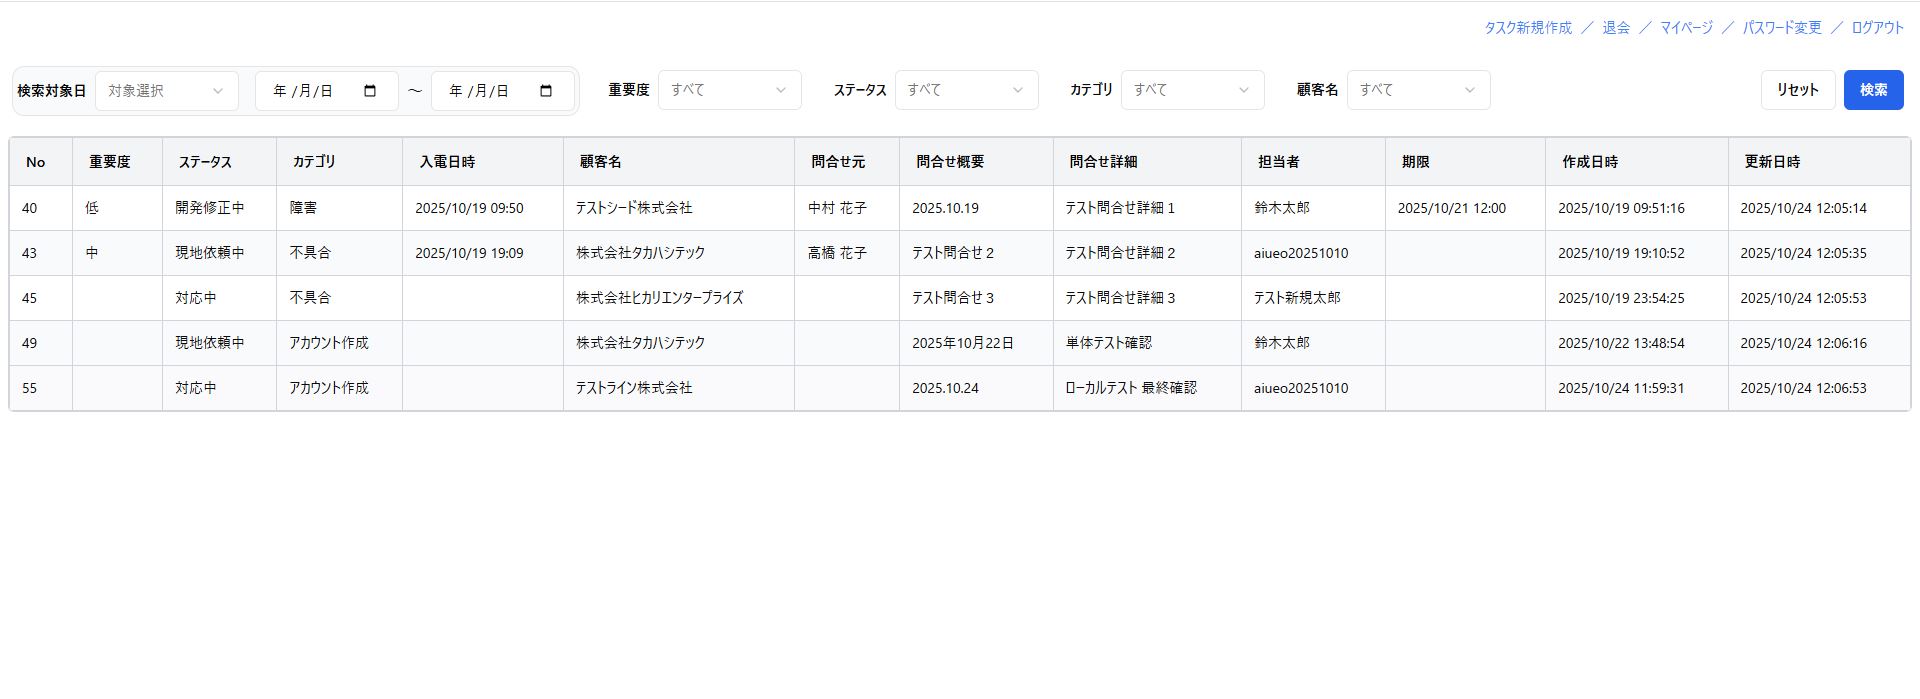 タスク新規作成 ／ 退会 ／ マイページ ／ パスワード変更 ／ ログアウト
検索対象日 対象選択 年 /月/日 ～ 年 /月/日 重要度 すべて ステータス すべて カテゴリ すべて 顧客名 すべて リセット 検索
No 重要度 ステータス カテゴリ 入電日時 顧客名 問合せ元 問合せ概要 問合せ詳細 担当者 期限 作成日時 更新日時
40 低 開発修正中 障害 2025/10/19 09:50 テストシード株式会社 中村 花子 2025.10.19 テスト問合せ詳細１ 鈴木太郎 2025/10/21 12:00 2025/10/19 09:51:16 2025/10/24 12:05:14
43 中 現地依頼中 不具合 2025/10/19 19:09 株式会社タカハシテック 高橋 花子 テスト問合せ２ テスト問合せ詳細２ aiueo20251010 2025/10/19 19:10:52 2025/10/24 12:05:35
45 対応中 不具合 株式会社ヒカリエンタープライズ テスト問合せ３ テスト問合せ詳細３ テスト新規太郎 2025/10/19 23:54:25 2025/10/24 12:05:53
49 現地依頼中 アカウント作成 株式会社タカハシテック 2025年10月22日 単体テスト確認 鈴木太郎 2025/10/22 13:48:54 2025/10/24 12:06:16
55 対応中 アカウント作成 テストライン株式会社 2025.10.24 ローカルテスト 最終確認 aiueo20251010 2025/10/24 11:59:31 2025/10/24 12:06:53